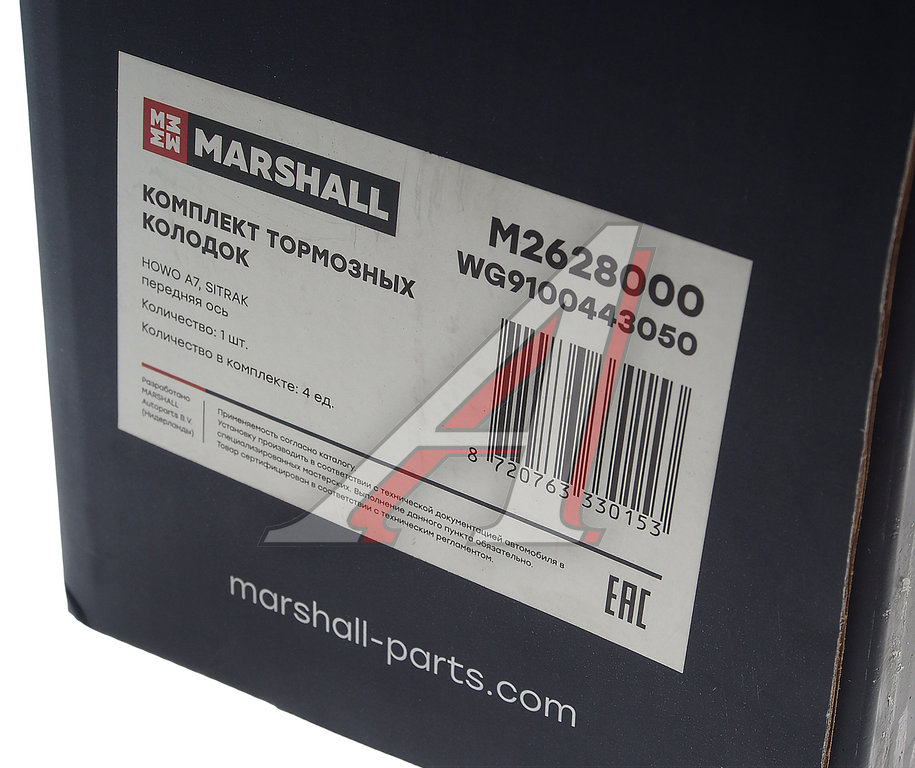 MARSHALL
КОМПЛЕКТ ТОРМОЗНЫХ
КОЛОДОК
HOWO A7, SITRAK
передняя ось
Количество: 1 шт.
Количество в комплекте: 4 ед.
M2628000
WG9100443050
8 720763 330153
Разработано
MARSHALL
Autoparts B.V.
(Нидерланды)
Применяемость согласно каталогу.
Установку производить в соответствии с технической документацией автомобиля в
специализированных мастерских. Выполнение данного пункта обязательно.
Товар сертифицирован в соответствии с техническим регламентом.
EAC
marshall-parts.com